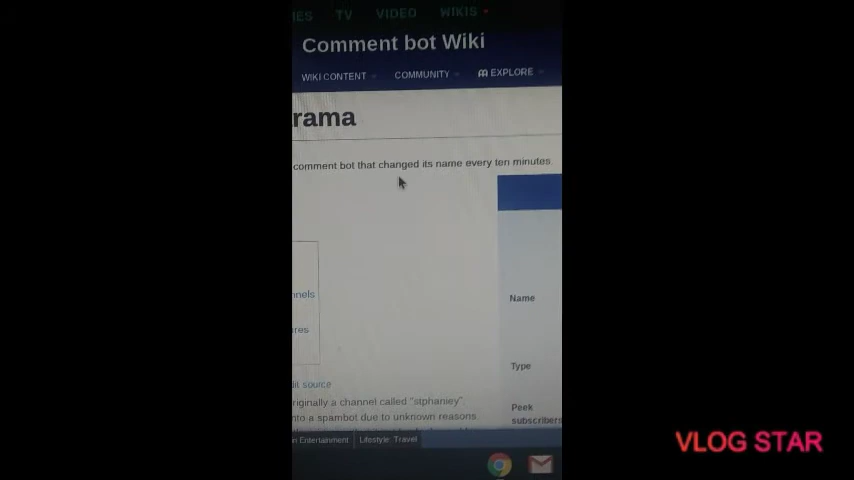 TV VIDEO WIKIS
Comment bot Wiki
WIKI CONTENT COMMUNITY EXPLORE
rama
comment bot that changed its name every ten minutes.
Name
nnels
res
Type
dit source
riginally a channel called "stphaniey",
nto a spambot due to unknown reasons.
Peek
subscribers
n Entertainment Lifestyle: Travel
VLOG STAR